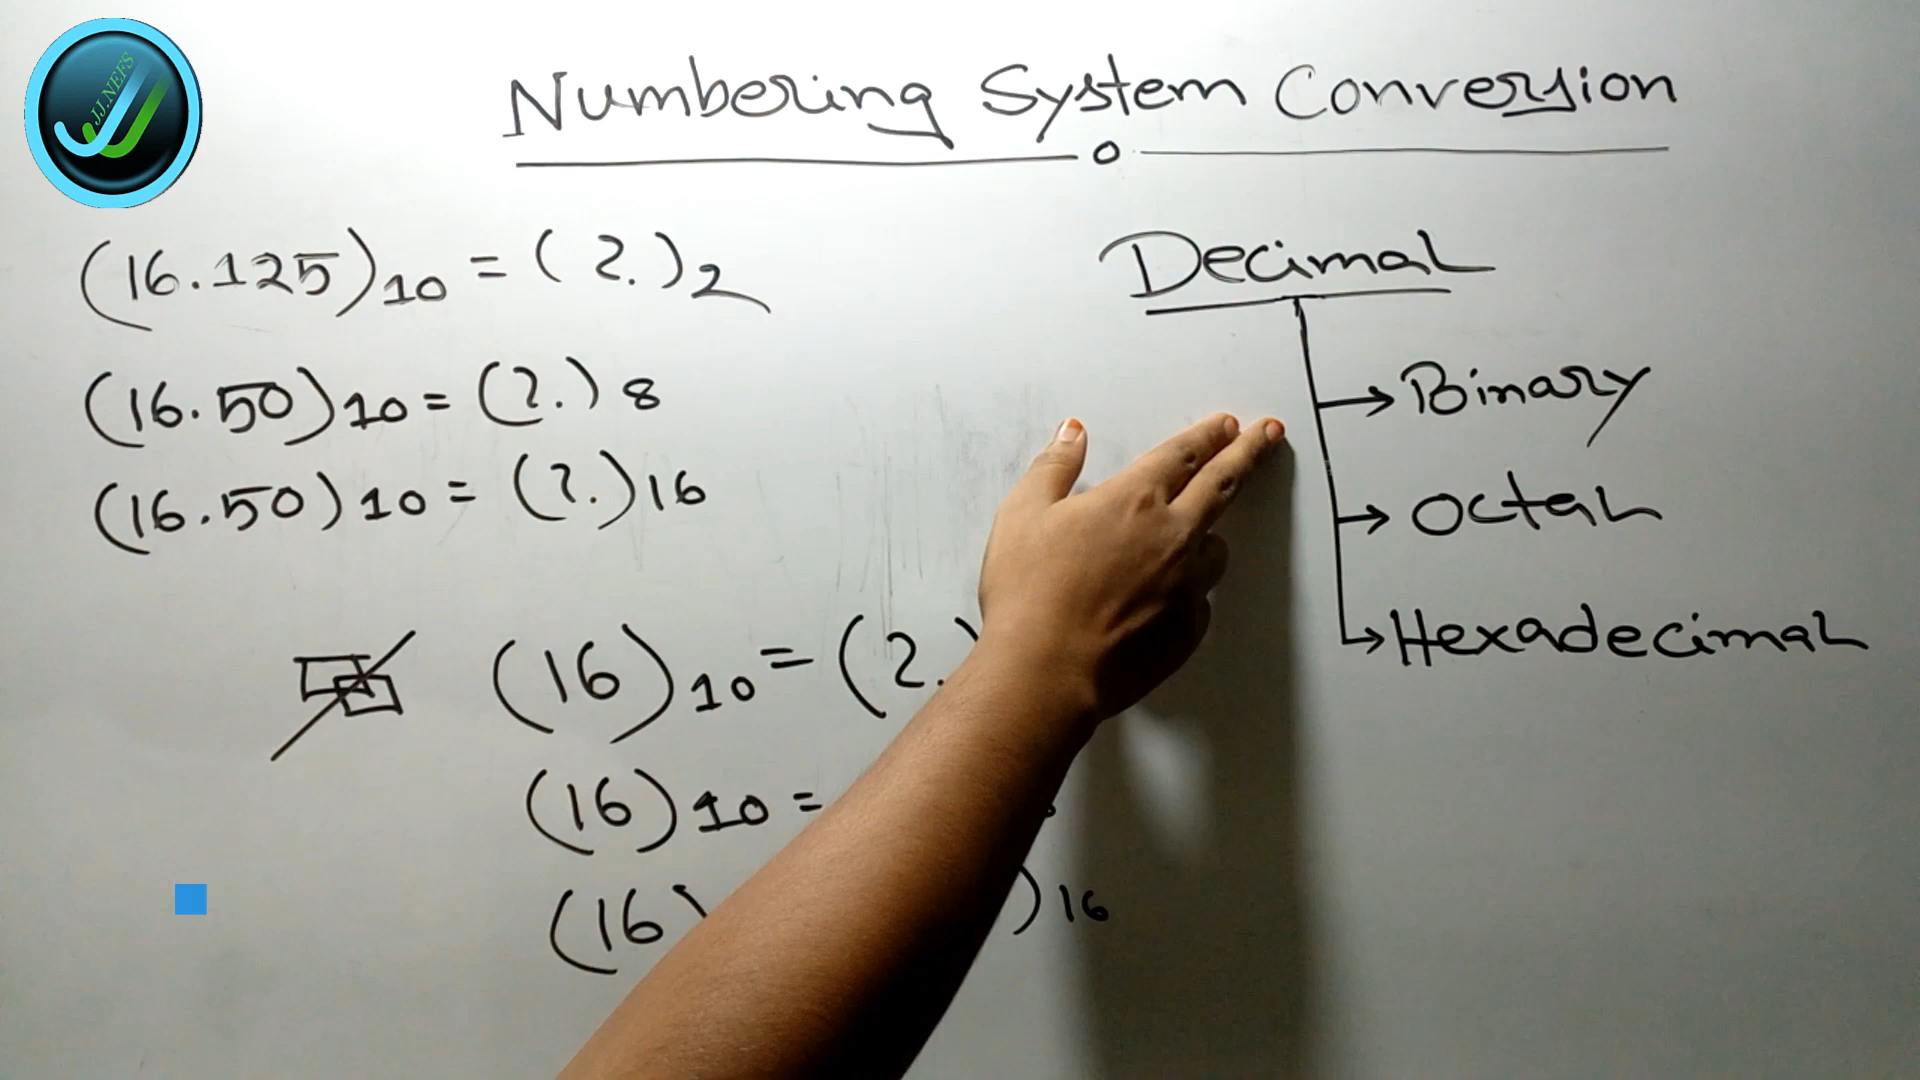 JJ.NEFS
Numbering System Conversion
(16.125)10 = (?.)2
(16.50)10 = (?.)8
(16.50)10 = (?.)16
(16)10 = (?.)
(16)10 =
(16) )16
Decimal
→ Binary
→ Octal
→ Hexadecimal